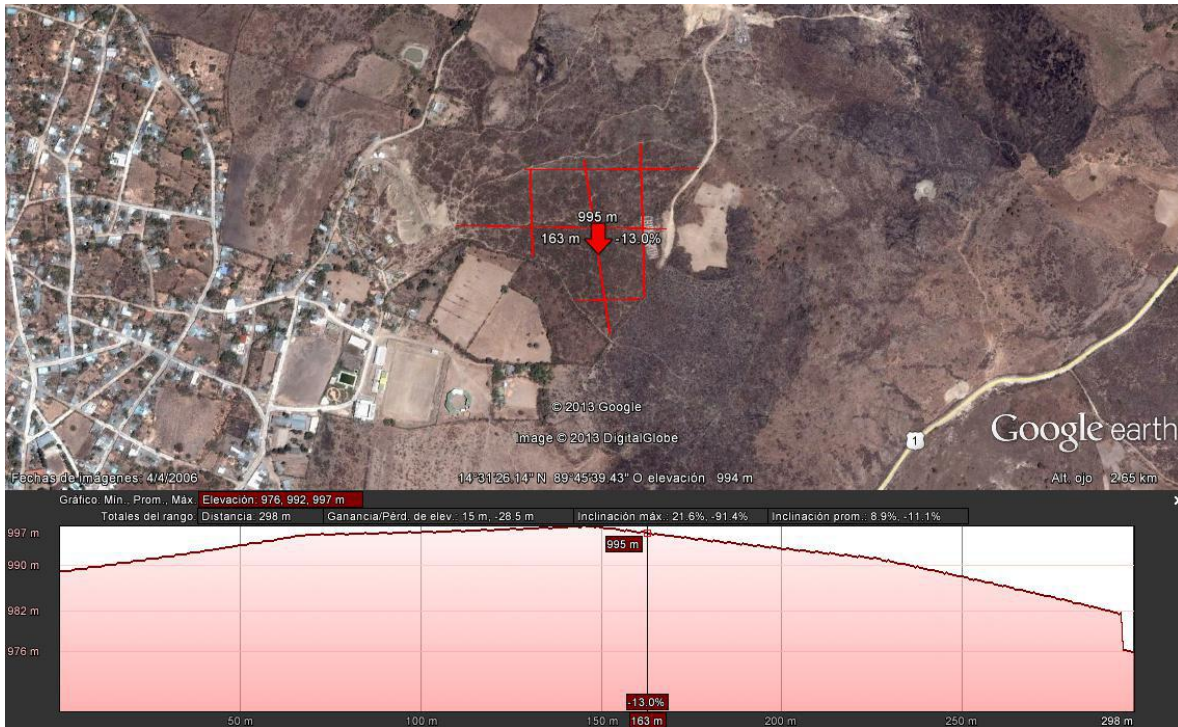 995 m
163 m -13.0%
© 2013 Google
Image © 2013 DigitalGlobe
1
Google earth
Fechas de imágenes: 4/4/2006 14°31'26.14" N 89°45'39.43" O elevación 994 m Alt. ojo 2.65 km
Gráfico: Mín., Prom., Máx. Elevación: 976, 992, 997 m
Totales del rango: Distancia: 298 m Ganancia/Pérd. de elev.: 15 m, -28.5 m Inclinación máx.: 21.6%, -91.4% Inclinación prom.: 8.9%, -11.1%
997 m
995 m
990 m
982 m
976 m
-13.0%
50 m 100 m 150 m 163 m 200 m 250 m 298 m